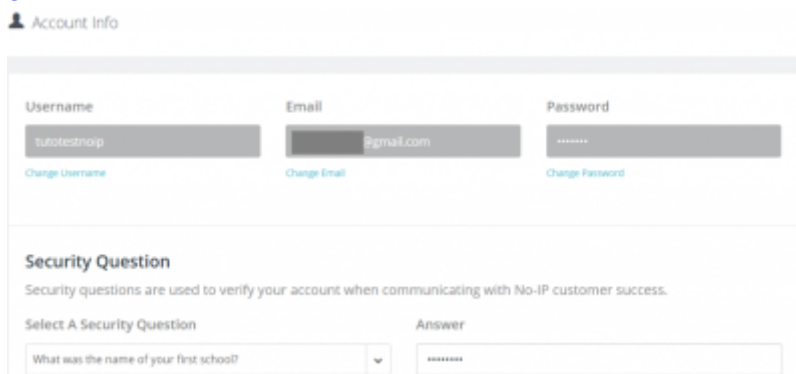 Account Info
Username Email Password
tutotestnoip @gmail.com ·······
Change Username Change Email Change Password
Security Question
Security questions are used to verify your account when communicating with No-IP customer success.
Select A Security Question Answer
What was the name of your first school? ········